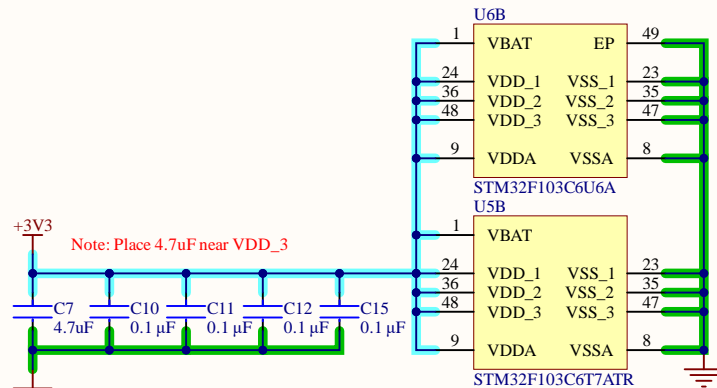 U6B
1 VBAT EP 49
24 VDD_1 VSS_1 23
36 VDD_2 VSS_2 35
48 VDD_3 VSS_3 47
9 VDDA VSSA 8
STM32F103C6U6A
U5B
+3V3
1 VBAT
Note: Place 4.7uF near VDD_3
24 VDD_1 VSS_1 23
36 VDD_2 VSS_2 35
48 VDD_3 VSS_3 47
C7 C10 C11 C12 C15
4.7uF 0.1 µF 0.1 µF 0.1 µF 0.1 µF
9 VDDA VSSA 8
STM32F103C6T7ATR